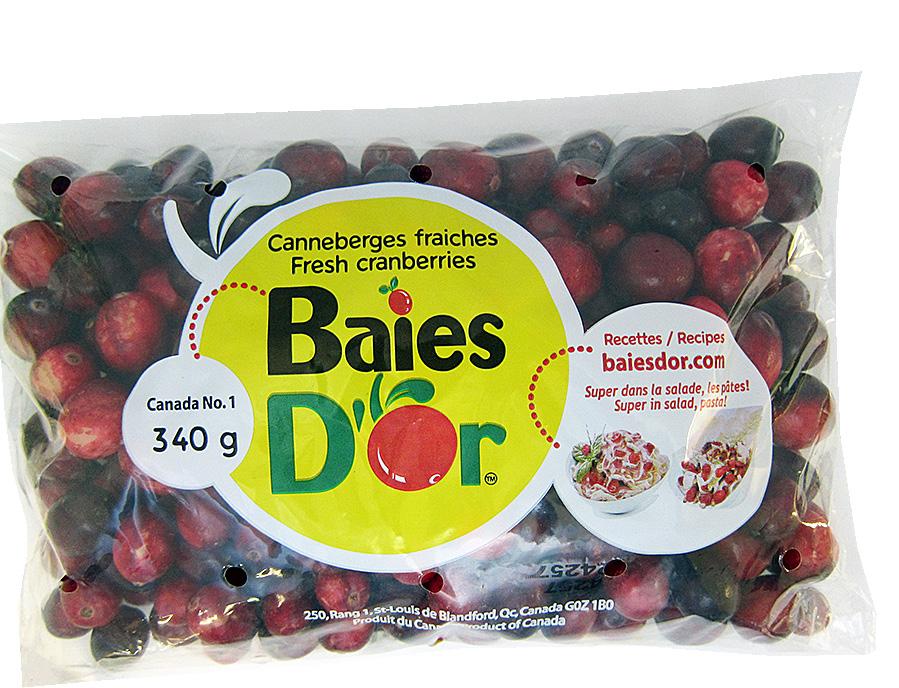 Canneberges fraiches
Fresh cranberries
Baies
D'or
TM
Canada No. 1
340 g
Recettes / Recipes
baiesdor.com
Super dans la salade, les pâtes!
Super in salad, pasta!
250, Rang 1, St-Louis de Blandford, Qc, Canada G0Z 1B0
Produit du Product of Canada